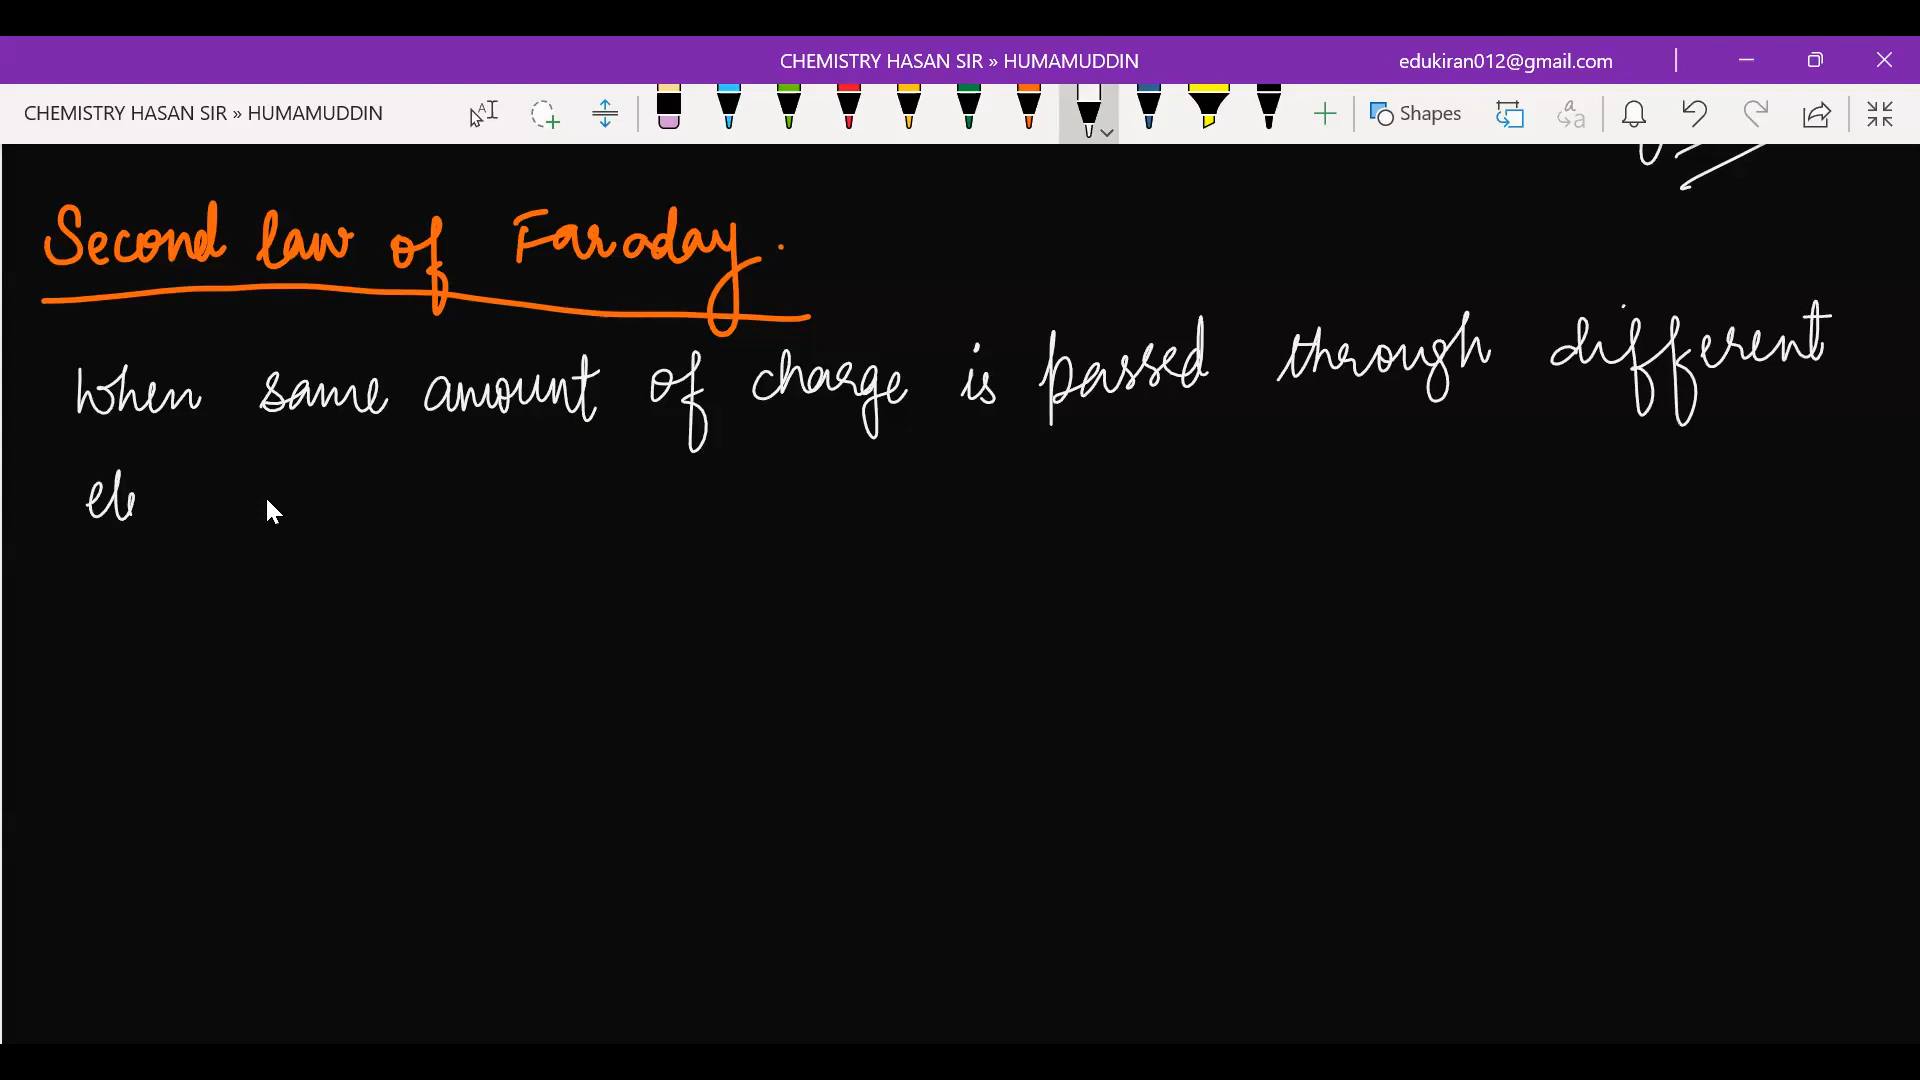 CHEMISTRY HASAN SIR » HUMAMUDDIN
edukiran012@gmail.com
CHEMISTRY HASAN SIR » HUMAMUDDIN
Shapes
Second law of Faraday.
When same amount of charge is passed through different
ele